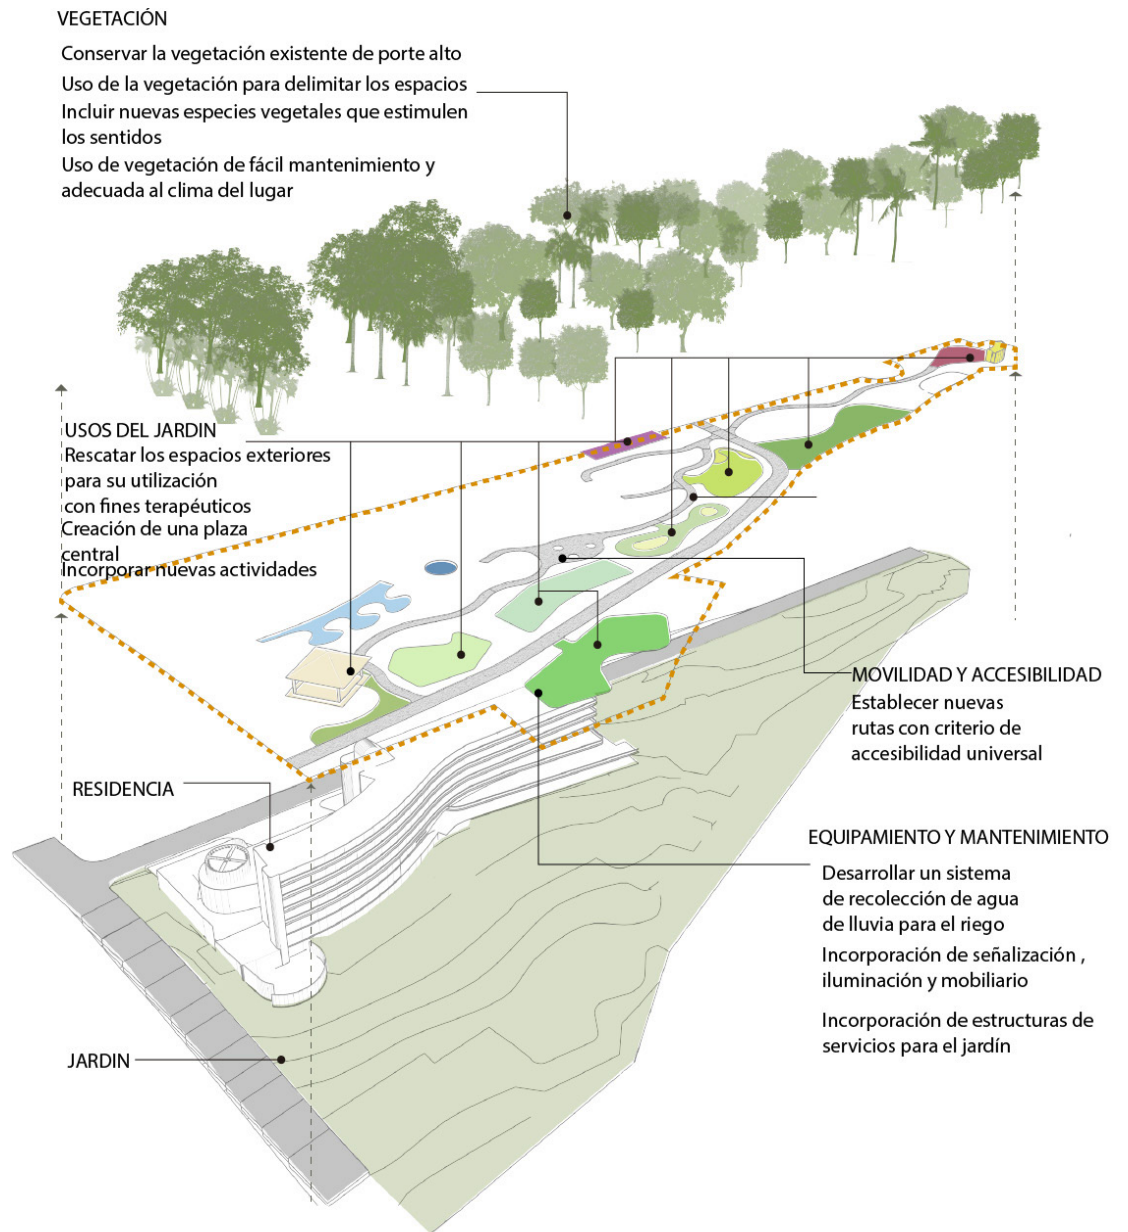 VEGETACIÓN
Conservar la vegetación existente de porte alto
Uso de la vegetación para delimitar los espacios
Incluir nuevas especies vegetales que estimulen
los sentidos
Uso de vegetación de fácil mantenimiento y
adecuada al clima del lugar
USOS DEL JARDIN
Rescatar los espacios exteriores
para su utilización
con fines terapéuticos
Creación de una plaza
central
Incorporar nuevas actividades
MOVILIDAD Y ACCESIBILIDAD
Establecer nuevas
rutas con criterio de
accesibilidad universal
RESIDENCIA
EQUIPAMIENTO Y MANTENIMIENTO
Desarrollar un sistema
de recolección de agua
de lluvia para el riego
Incorporación de señalización ,
iluminación y mobiliario
Incorporación de estructuras de
servicios para el jardín
JARDIN